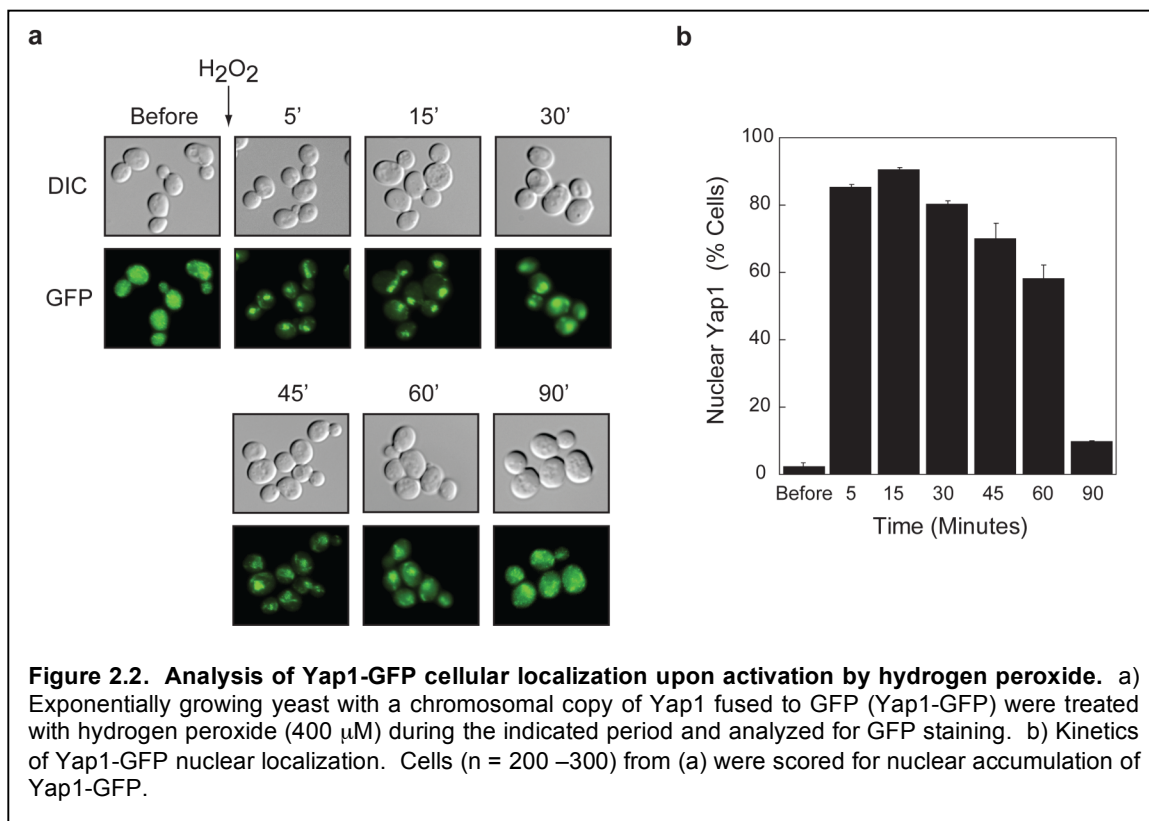 a
H2O2
Before 5' 15' 30'
DIC
GFP
45' 60' 90'
b
Nuclear Yap1 (% Cells)
100
80
60
40
20
0
Before 5 15 30 45 60 90
Time (Minutes)
Figure 2.2. Analysis of Yap1-GFP cellular localization upon activation by hydrogen peroxide. a)
Exponentially growing yeast with a chromosomal copy of Yap1 fused to GFP (Yap1-GFP) were treated
with hydrogen peroxide (400 μM) during the indicated period and analyzed for GFP staining. b) Kinetics
of Yap1-GFP nuclear localization. Cells (n = 200 –300) from (a) were scored for nuclear accumulation of
Yap1-GFP.